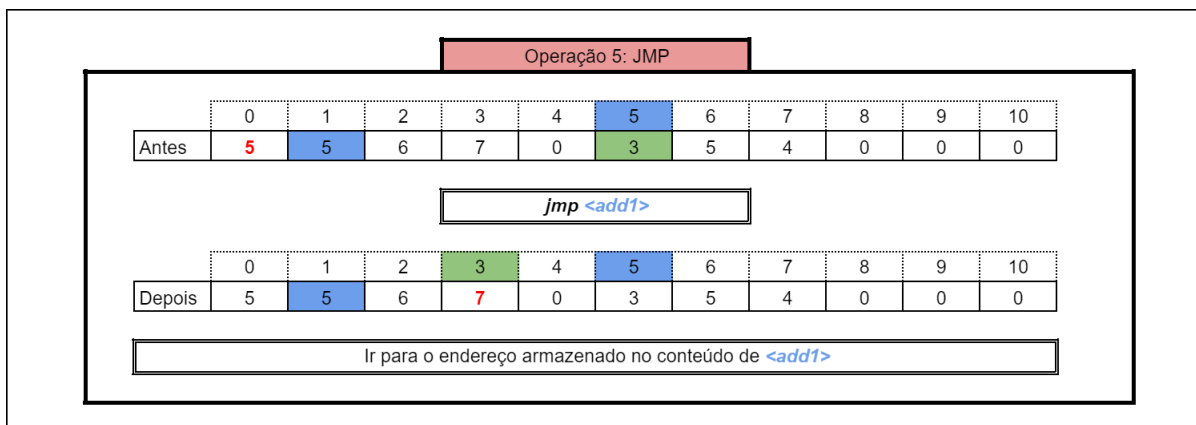 Operação 5: JMP
0 1 2 3 4 5 6 7 8 9 10
Antes 5 5 6 7 0 3 5 4 0 0 0
jmp <add1>
0 1 2 3 4 5 6 7 8 9 10
Depois 5 5 6 7 0 3 5 4 0 0 0
Ir para o endereço armazenado no conteúdo de <add1>